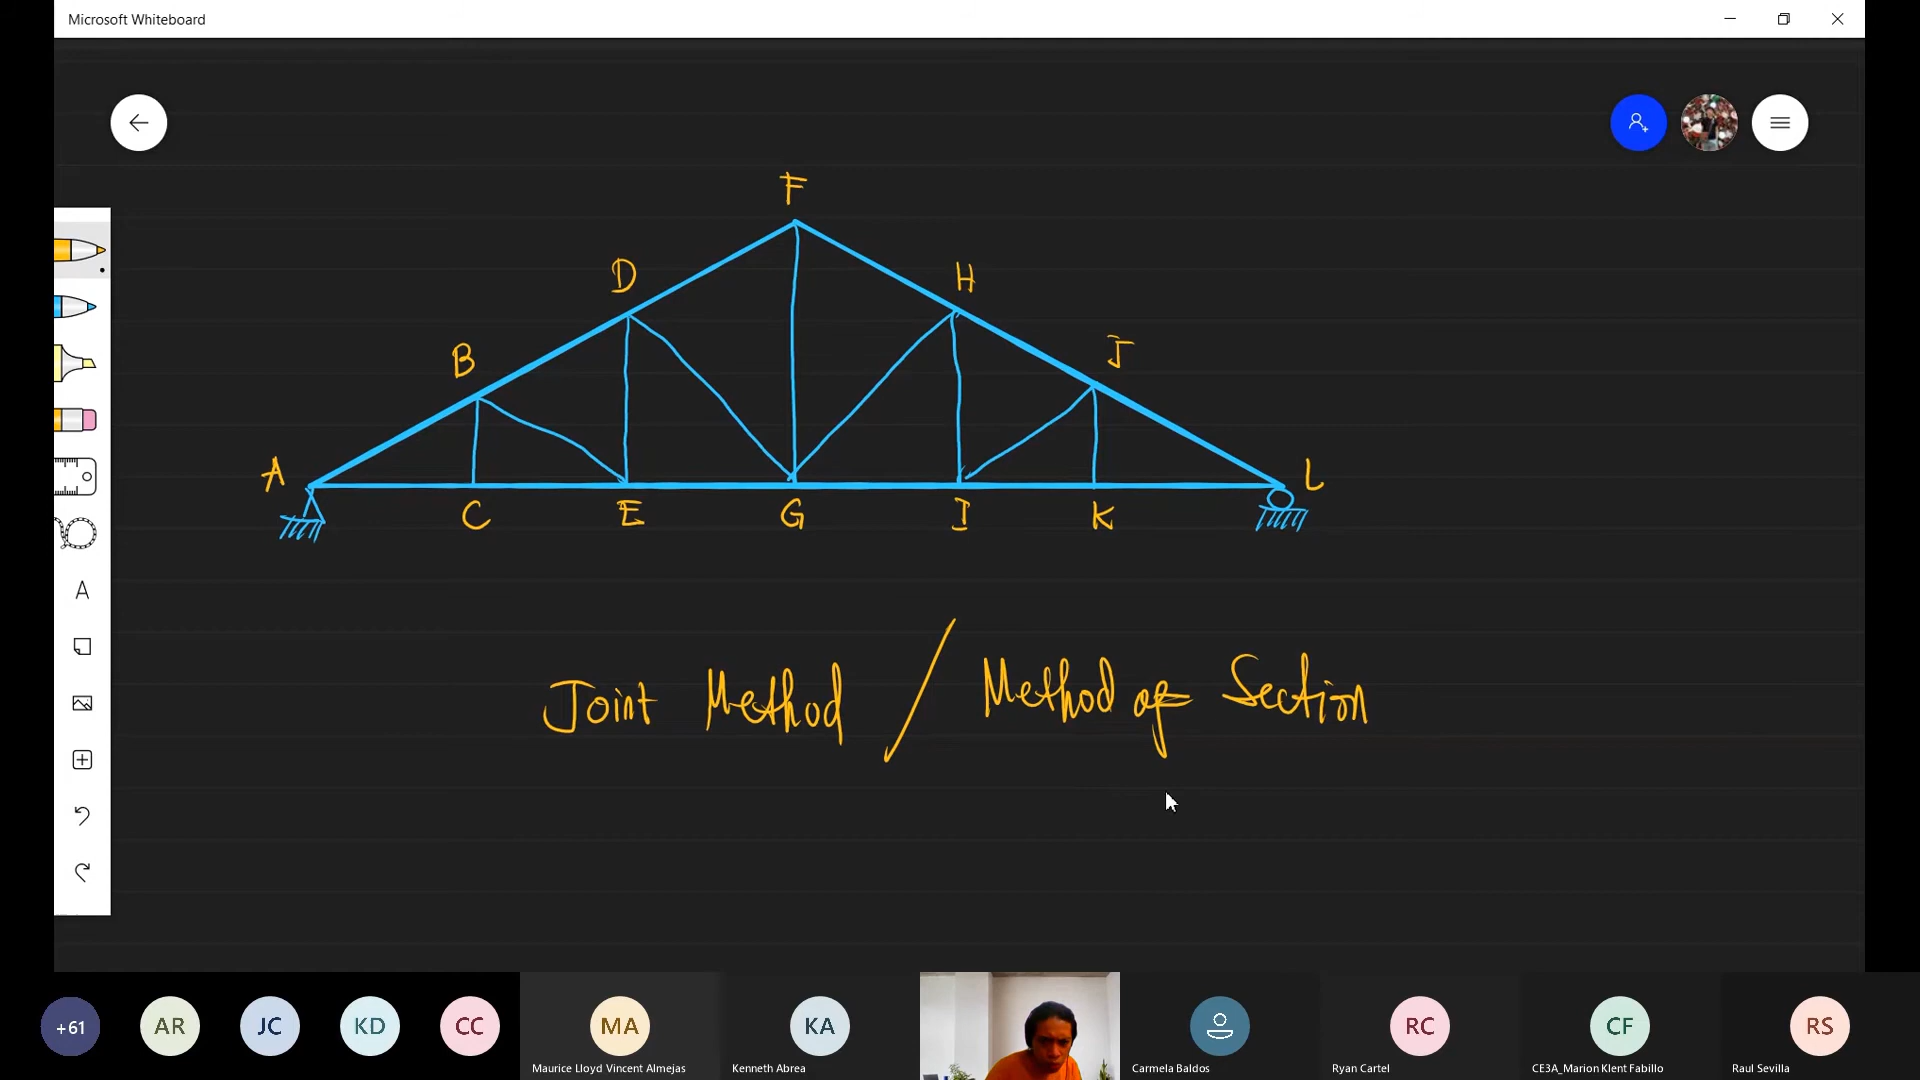 Microsoft Whiteboard
F
D
H
B
J
A
L
C
E
G
I
K
Joint Method / Method of Section
A
+61
AR
JC
KD
CC
MA
KA
RC
CF
RS
Maurice Lloyd Vincent Almejas
Kenneth Abrea
Carmela Baldos
Ryan Cartel
CE3A_Marion Klent Fabillo
Raul Sevilla